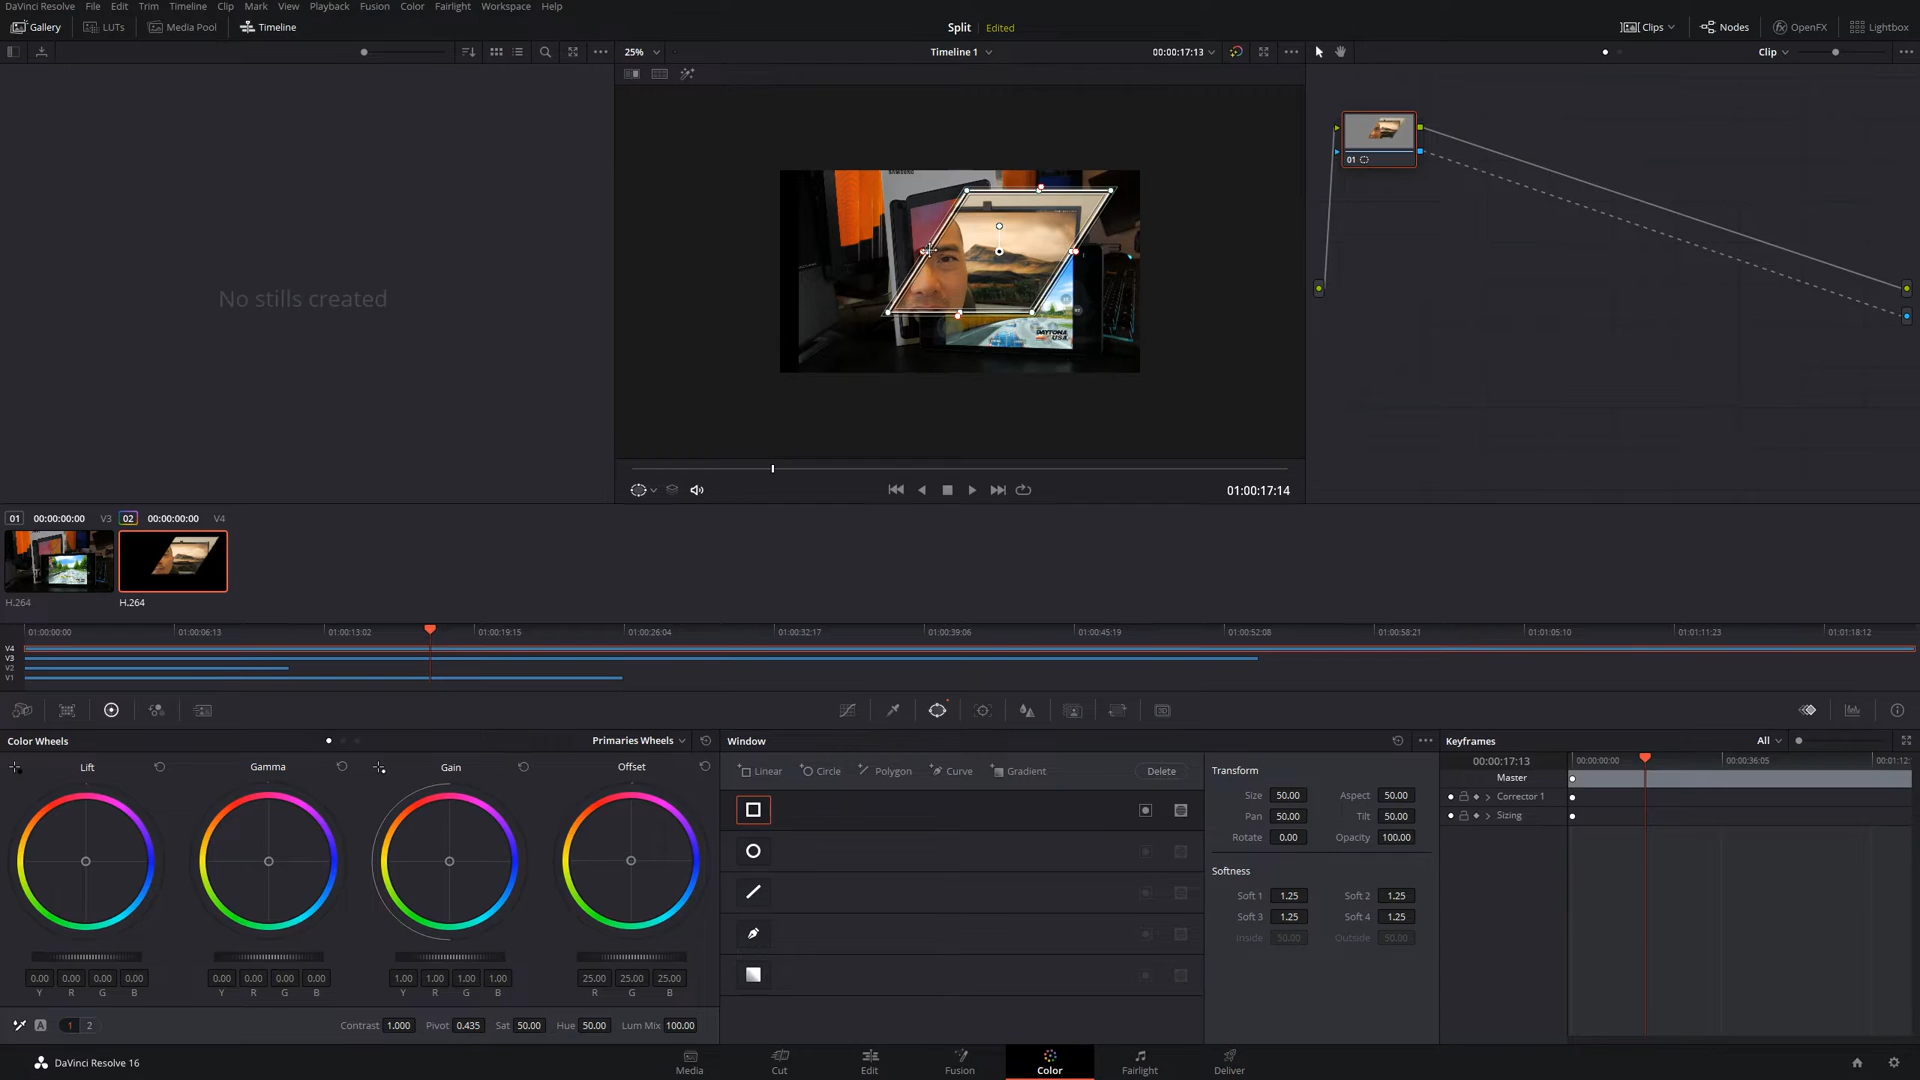 DaVinci Resolve File Edit Trim Timeline Clip Mark View Playback Fusion Color Fairlight Workspace Help
Gallery LUTs Media Pool Timeline Split Edited Clips Nodes OpenFX Lightbox
25% Timeline 1 00:00:17:13 Clip
SAMSUNG
DAYTONA
USA
01
No stills created
01:00:17:14
01 00:00:00:00 V3 02 00:00:00:00 V4
H.264 H.264
01:00:00:00 01:00:06:13 01:00:13:02 01:00:19:15 01:00:26:04 01:00:32:17 01:00:39:06 01:00:45:19 01:00:52:08 01:00:58:21 01:01:05:10 01:01:11:23 01:01:18:12
V4
V3
V2
V1
Color Wheels Primaries Wheels Window Keyframes All
Lift Gamma Gain Offset
Linear Circle Polygon Curve Gradient Delete
Transform
Size 50.00 Aspect 50.00
Pan 50.00 Tilt 50.00
Rotate 0.00 Opacity 100.00
Softness
Soft 1 1.25 Soft 2 1.25
Soft 3 1.25 Soft 4 1.25
Inside 50.00 Outside 50.00
00:00:17:13 00:00:00:00 00:00:36:05 00:01:12:
Master
Corrector 1
Sizing
0.00 0.00 0.00 0.00 0.00 0.00 0.00 0.00 1.00 1.00 1.00 1.00 25.00 25.00 25.00
Y R G B Y R G B Y R G B R G B
A 1 2 Contrast 1.000 Pivot 0.435 Sat 50.00 Hue 50.00 Lum Mix 100.00
DaVinci Resolve 16 Media Cut Edit Fusion Color Fairlight Deliver